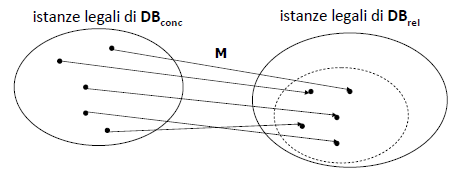 istanze legali di DBconc
istanze legali di DBrel
M